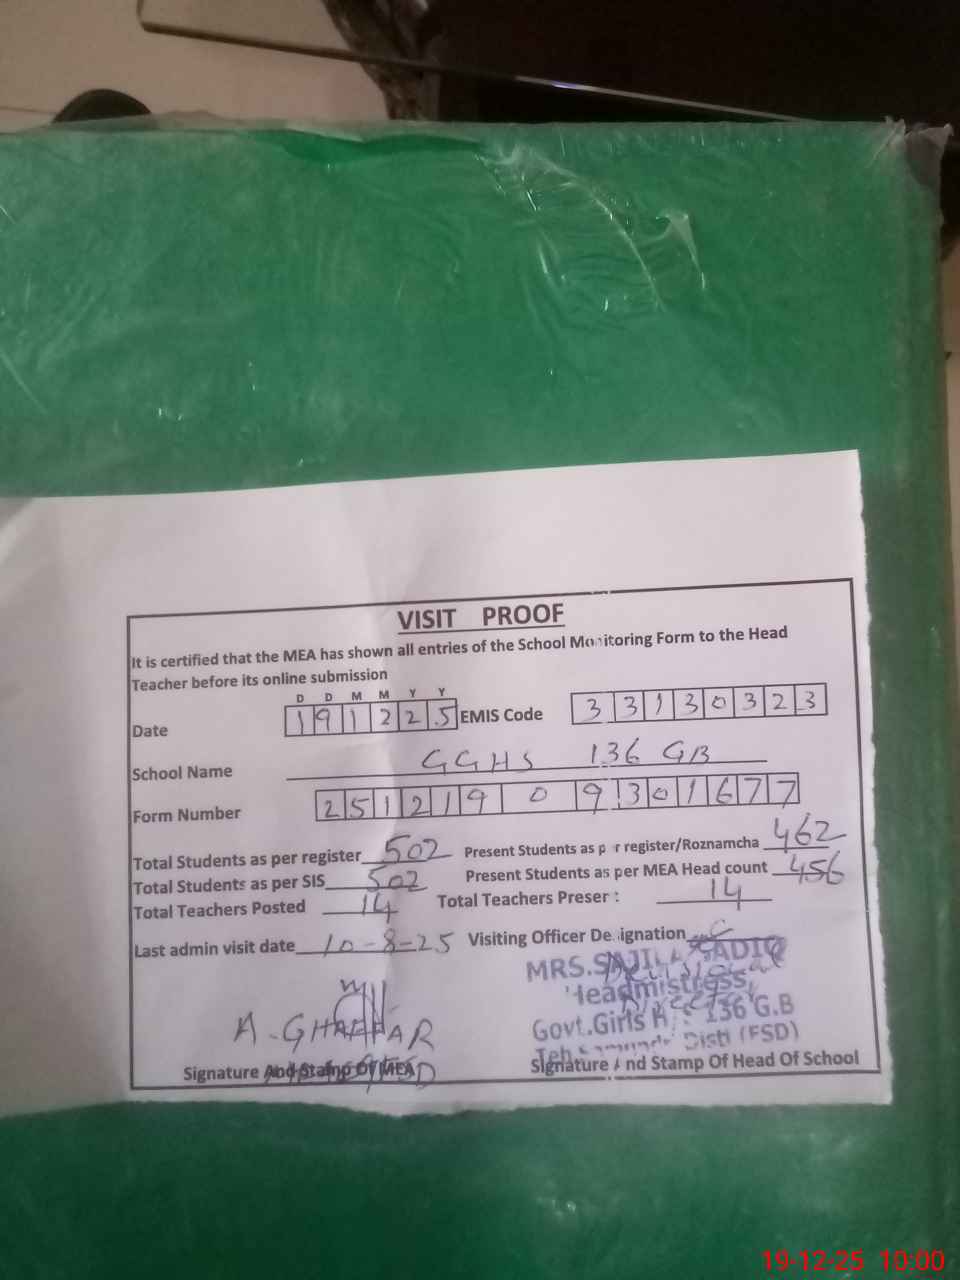 VISIT PROOF
It is certified that the MEA has shown all entries of the School Monitoring Form to the Head
Teacher before its online submission
D D M M Y Y
Date 1 9 1 2 2 5 EMIS Code 3 3 1 3 0 3 2 3
School Name GGHS 136 GB
Form Number 2 5 1 2 1 9 0 9 3 0 1 6 7 7
Total Students as per register 502 Present Students as per register/Roznamcha 462
Total Students as per SIS 502 Present Students as per MEA Head count 456
Total Teachers Posted 14 Total Teachers Present: 14
Last admin visit date 10-8-25 Visiting Officer Designation
MRS.SAJILA SADIQ
Headmistress
A-GHAFFAR Govt.Girls H 136 G.B
Teh Distt (FSD)
Signature And Stamp Of MEA Signature And Stamp Of Head Of School
19-12-25 10:00